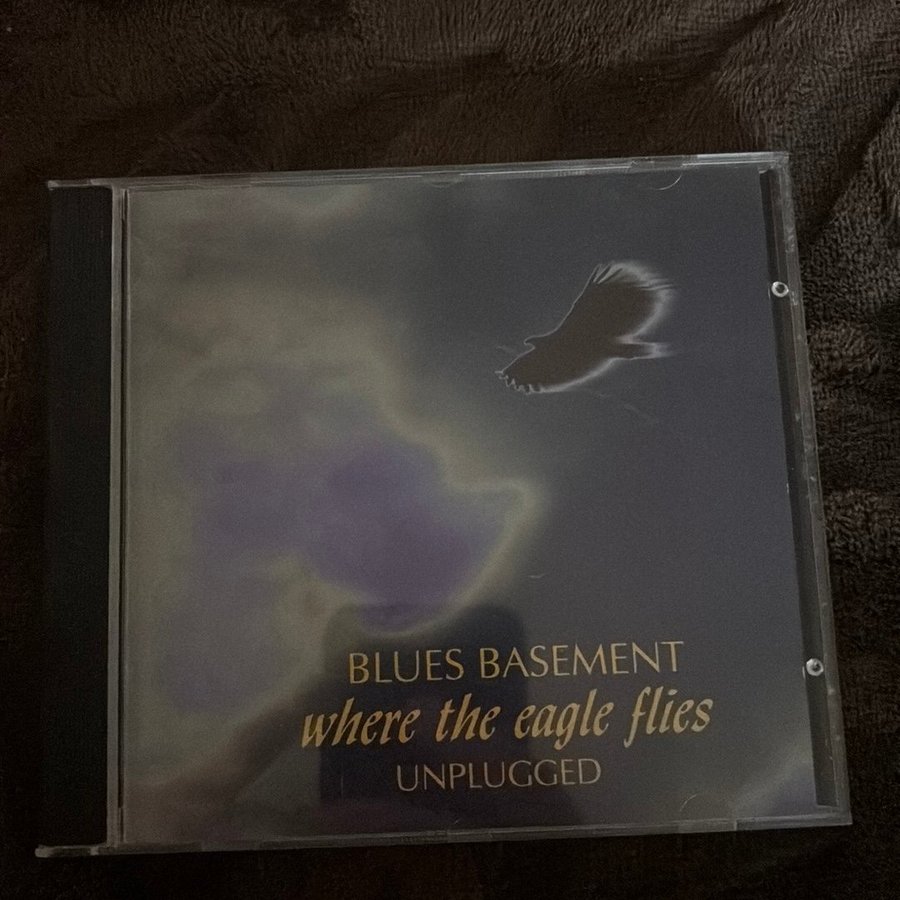 BLUES BASEMENT
where the eagle flies
UNPLUGGED